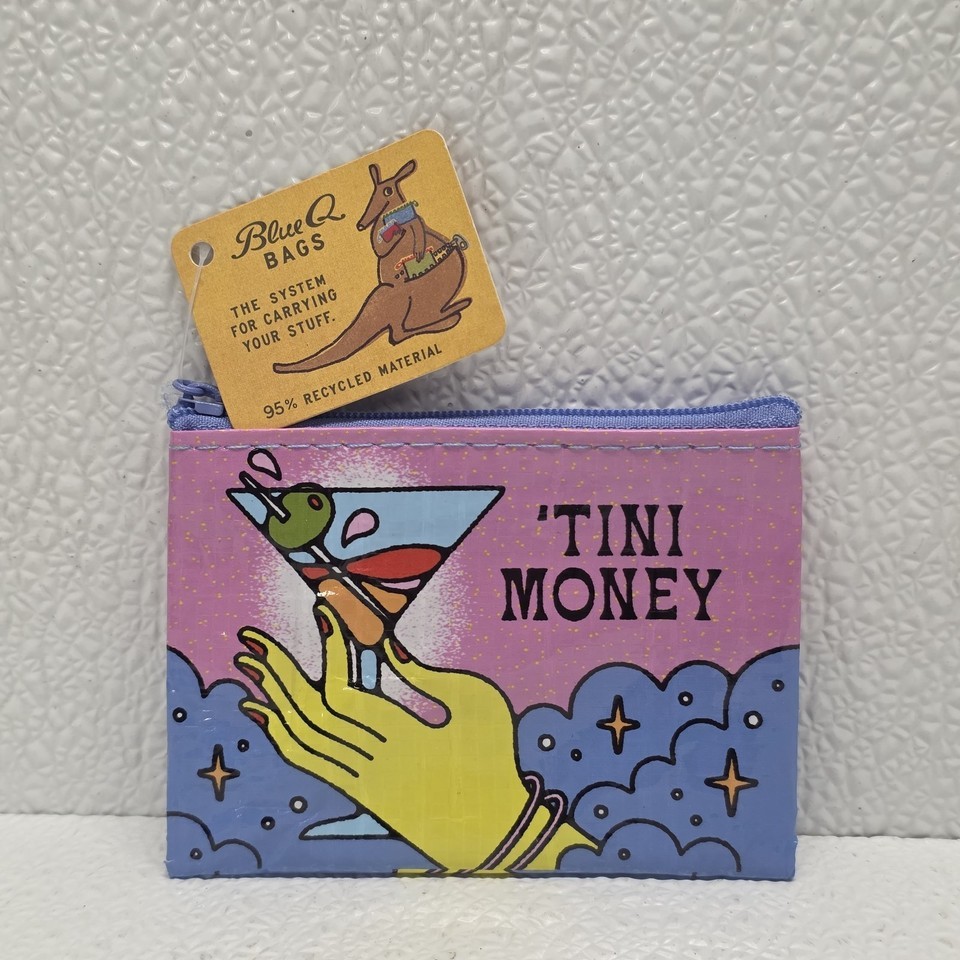 Blue Q
BAGS
THE SYSTEM
FOR CARRYING
YOUR STUFF.
95% RECYCLED MATERIAL
'TINI
MONEY